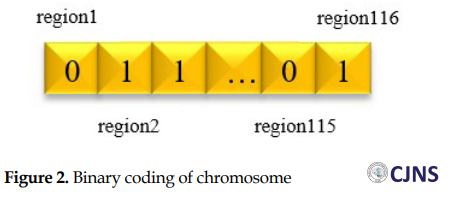 region1 region116
0 1 1 ... 0 1
region2 region115
Figure 2. Binary coding of chromosome
CJNS